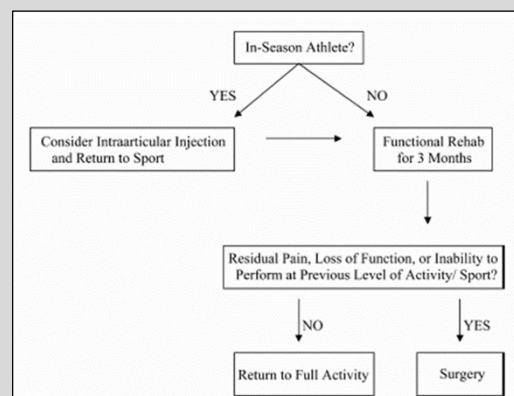 In-Season Athlete?
YES
NO
Consider Intraarticular Injection
and Return to Sport
Functional Rehab
for 3 Months
Residual Pain, Loss of Function, or Inability to
Perform at Previous Level of Activity/ Sport?
NO
YES
Return to Full Activity
Surgery